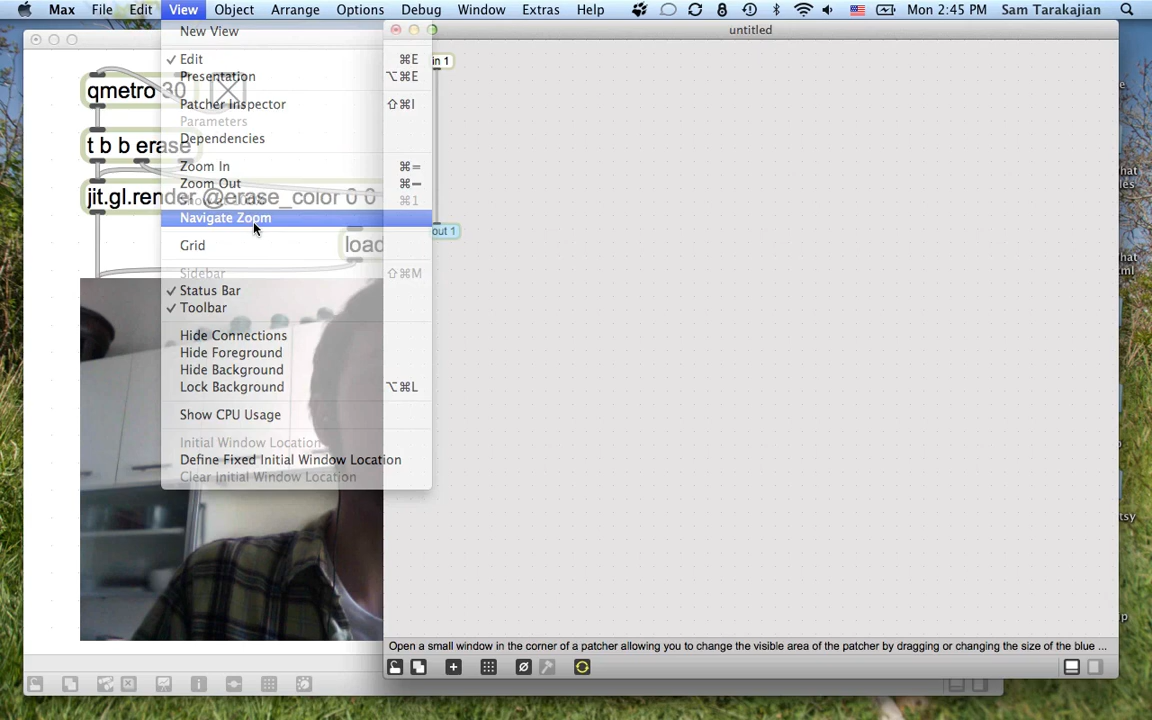 Max File Edit View Object Arrange Options Debug Window Extras Help Mon 2:45 PM Sam Tarakajian
untitled
New View
Edit ⌘E
Presentation ⌥⌘E
Patcher Inspector ⇧⌘I
Parameters
Dependencies
Zoom In ⌘=
Zoom Out ⌘−
⌘1
Navigate Zoom
Grid
Sidebar ⇧⌘M
Status Bar
Toolbar
Hide Connections
Hide Foreground
Hide Background
Lock Background ⌥⌘L
Show CPU Usage
Initial Window Location
Define Fixed Initial Window Location
Clear Initial Window Location
qmetro 30
t b b erase
jit.gl.render @erase_color 0 0
in 1
out 1
Open a small window in the corner of a patcher allowing you to change the visible area of the patcher by dragging or changing the size of the blue ...